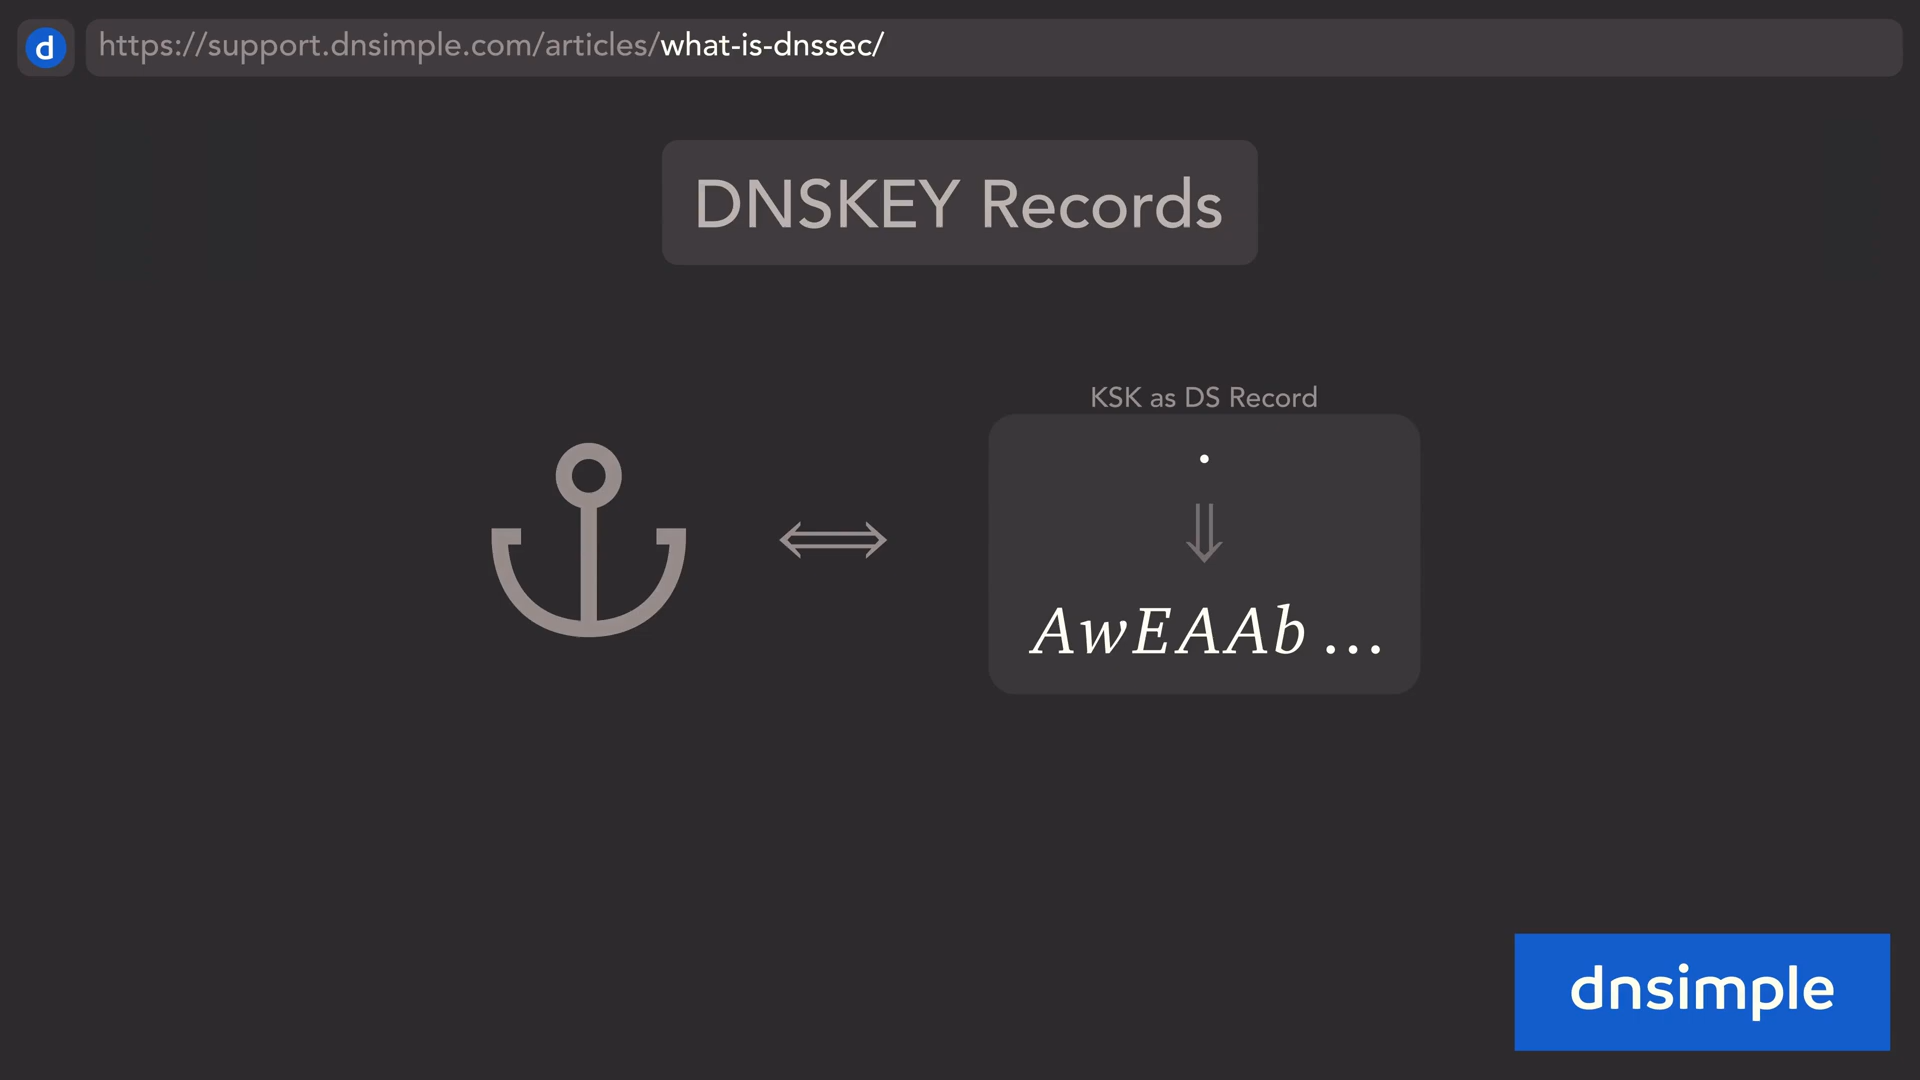 d
https://support.dnsimple.com/articles/what-is-dnssec/
DNSKEY Records
KSK as DS Record
.
AwEAAb ...
dnsimple